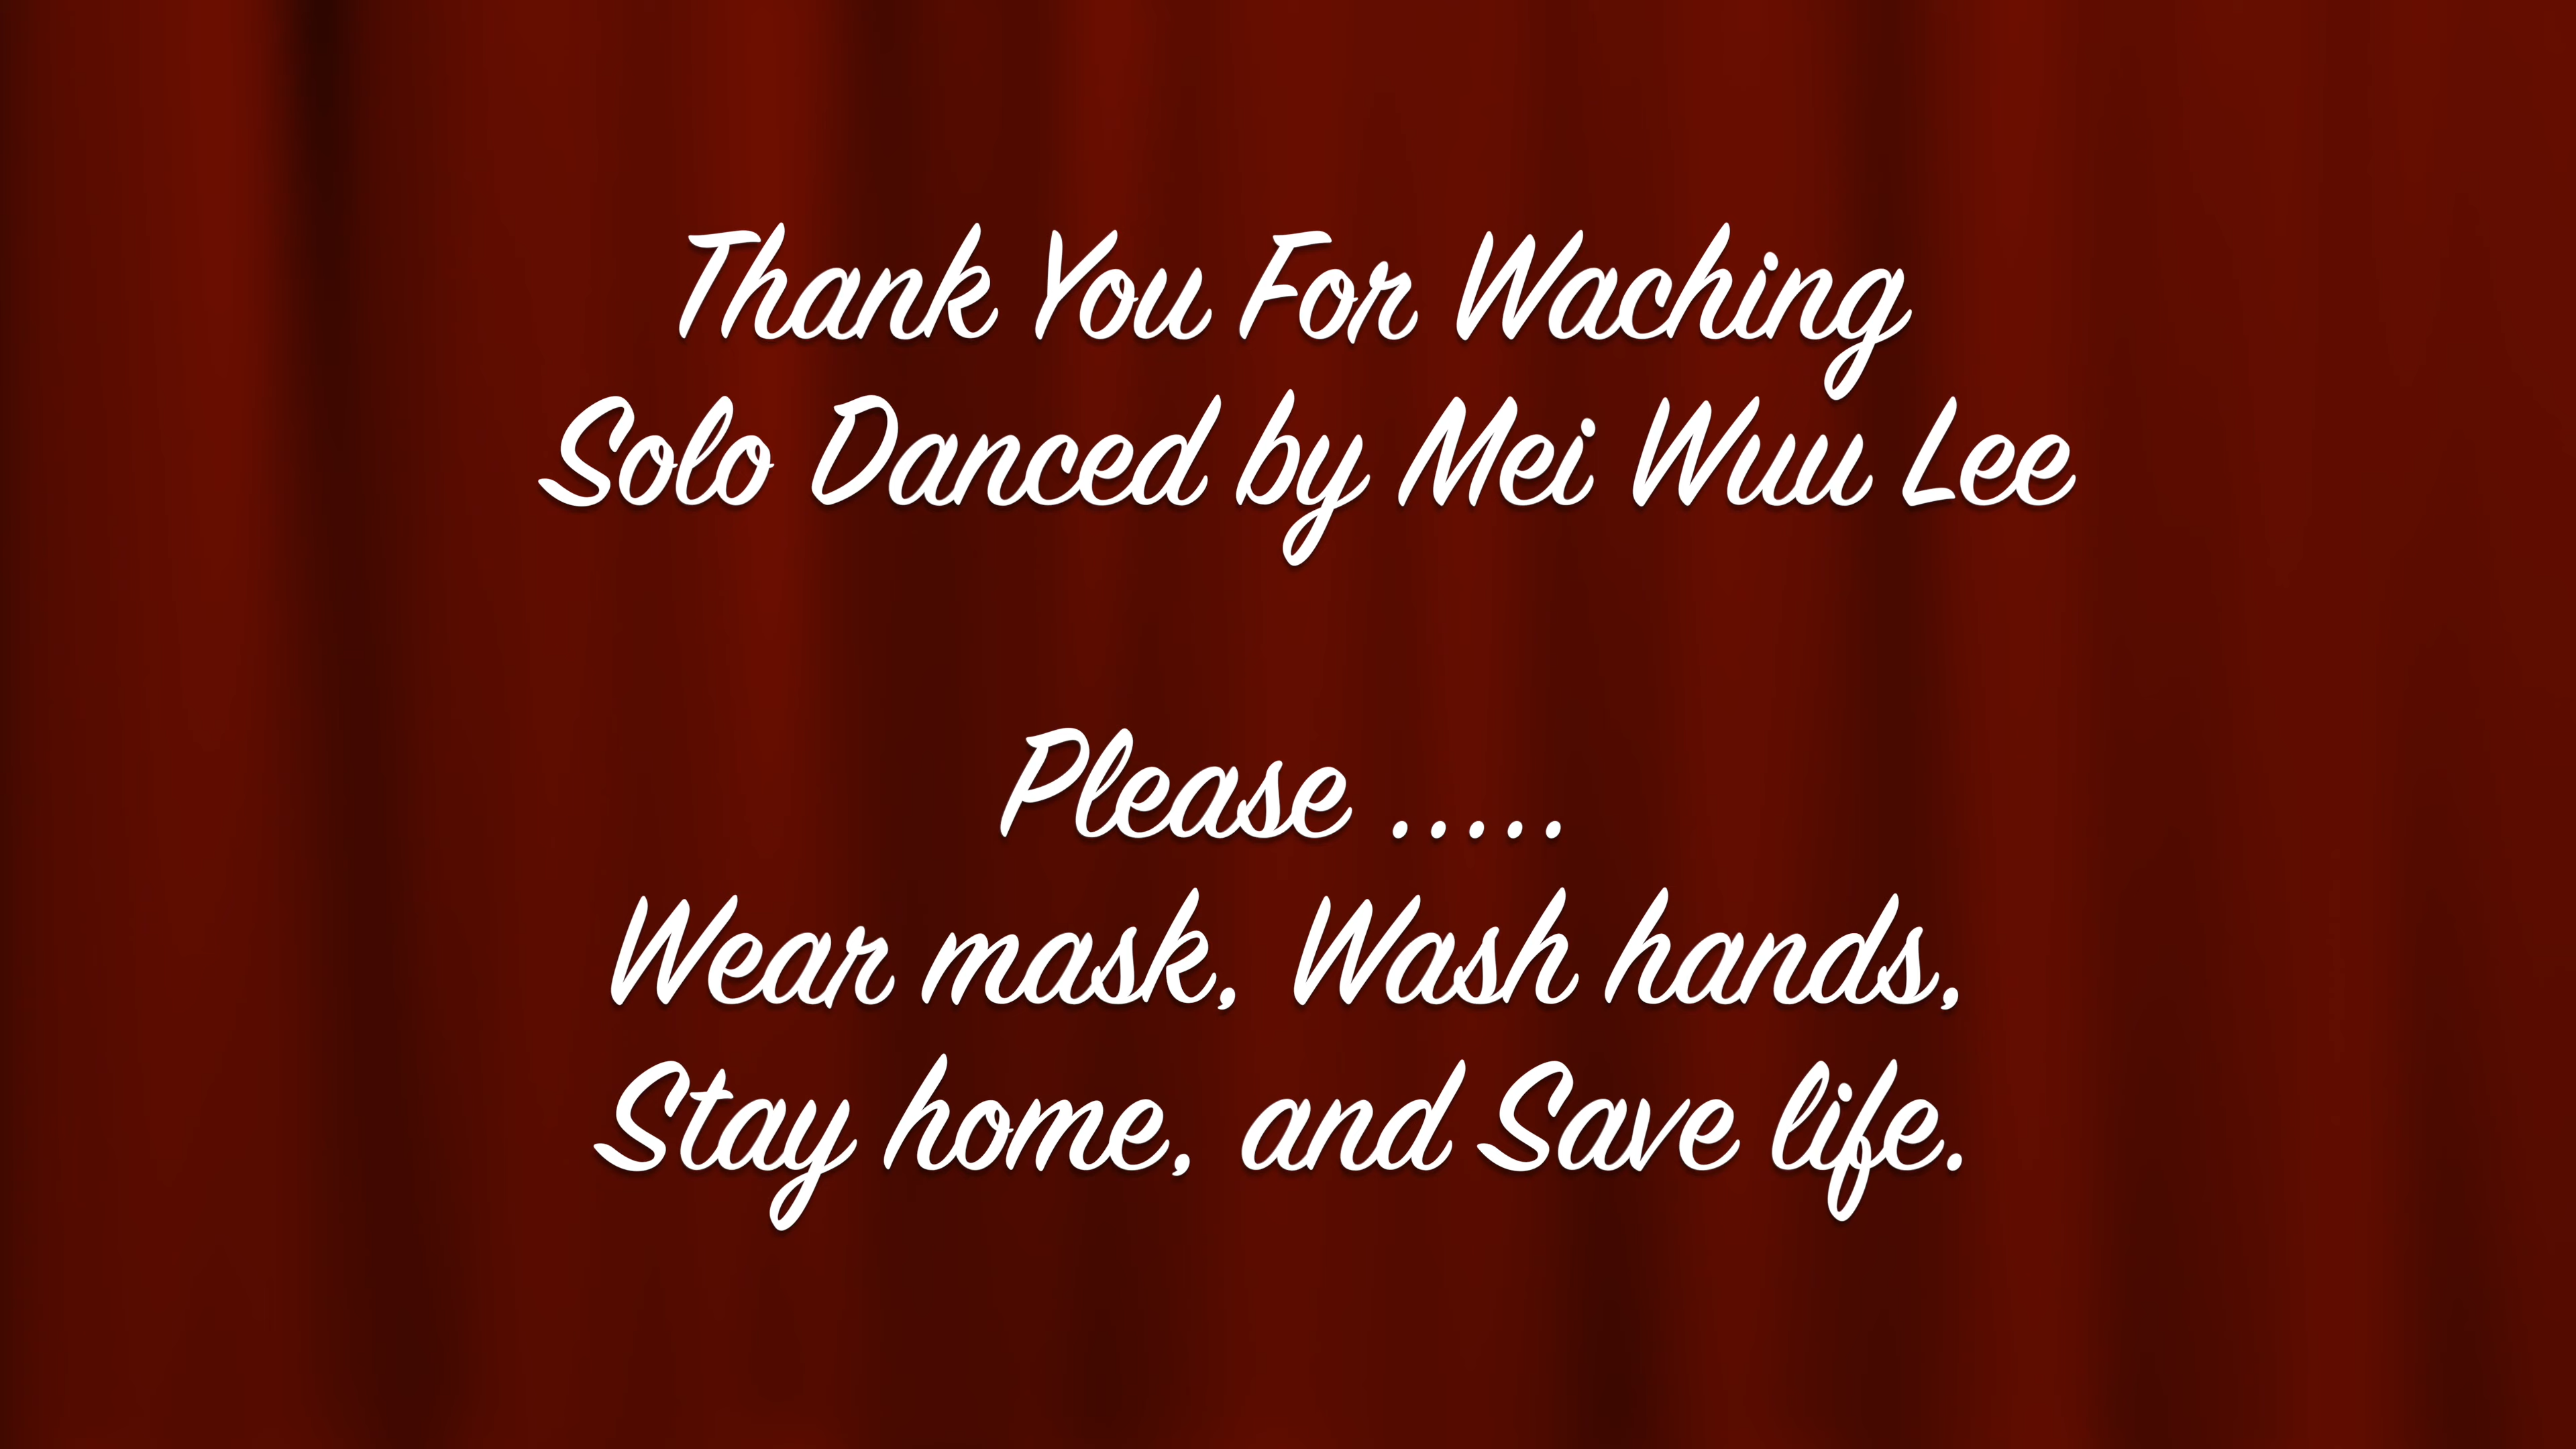 Thank You For Waching
Solo Danced by Mei Wuu Lee
Please .....
Wear mask, Wash hands,
Stay home, and Save life.